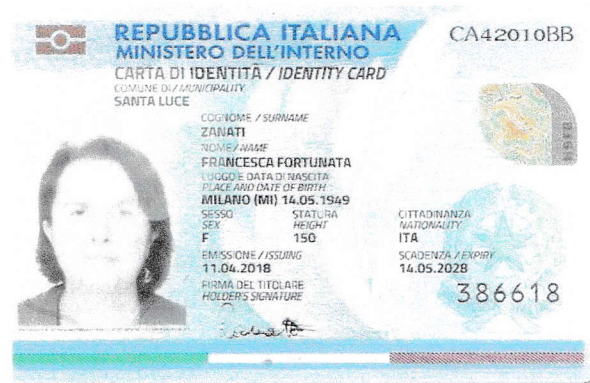 REPUBBLICA ITALIANA
MINISTERO DELL'INTERNO
CA42010BB
CARTA DI IDENTITÀ / IDENTITY CARD
COMUNE DI / MUNICIPALITY
SANTA LUCE
COGNOME / SURNAME
ZANATI
NOME / NAME
FRANCESCA FORTUNATA
LUOGO E DATA DI NASCITA
PLACE AND DATE OF BIRTH
MILANO (MI) 14.05.1949
SESSO STATURA CITTADINANZA
SEX HEIGHT NATIONALITY
F 150 ITA
EMISSIONE / ISSUING SCADENZA / EXPIRY
11.04.2018 14.05.2028
FIRMA DEL TITOLARE
HOLDER'S SIGNATURE
386618